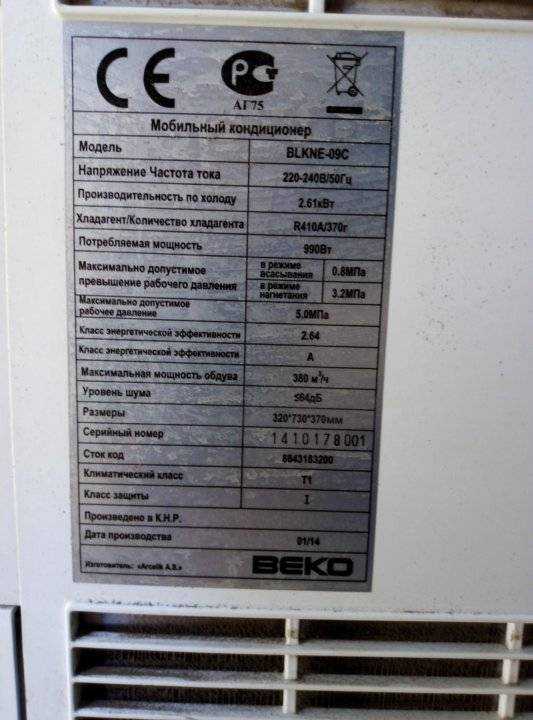 CE
РСТ
АГ75
Мобильный кондиционер
Модель BLKNE-09C
Напряжение Частота тока 220-240В/50Гц
Производительность по холоду 2.61кВт
Хладагент/Количество хладагента R410A/370г
Потребляемая мощность 990Вт
Максимально допустимое превышение рабочего давления
в режиме всасывания 0.8МПа
в режиме нагнетания 3.2МПа
Максимально допустимое рабочее давление 5.0МПа
Класс энергетической эффективности 2.64
Класс энергетической эффективности A
Максимальная мощность обдува 380 м³/ч
Уровень шума ≤64дБ
Размеры 320*730*370мм
Серийный номер 1410178001
Сток код 8843183200
Климатический класс T1
Класс защиты I
Произведено в К.Н.Р.
Дата производства 01/14
Изготовитель: «Arcelik A.S.» BEKO